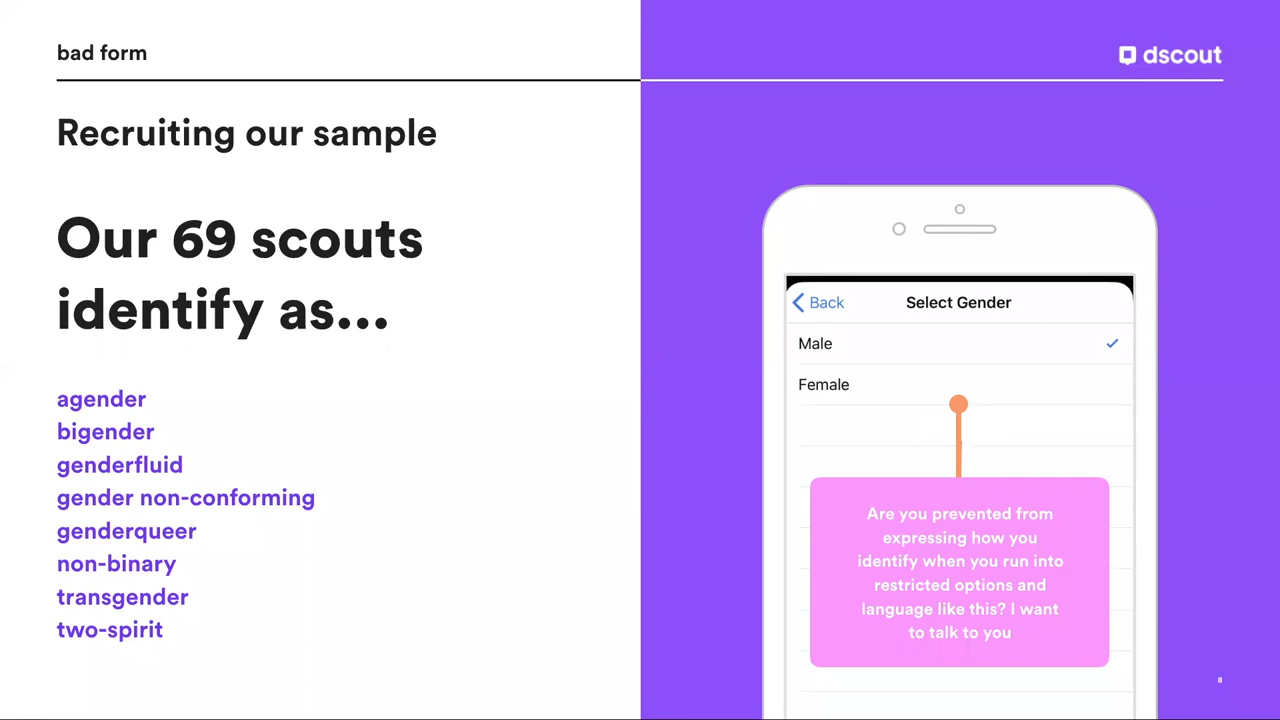 bad form
dscout
Recruiting our sample
Our 69 scouts
identify as...
agender
bigender
genderfluid
gender non-conforming
genderqueer
non-binary
transgender
two-spirit
Back
Select Gender
Male
Female
Are you prevented from
expressing how you
identify when you run into
restricted options and
language like this? I want
to talk to you
8